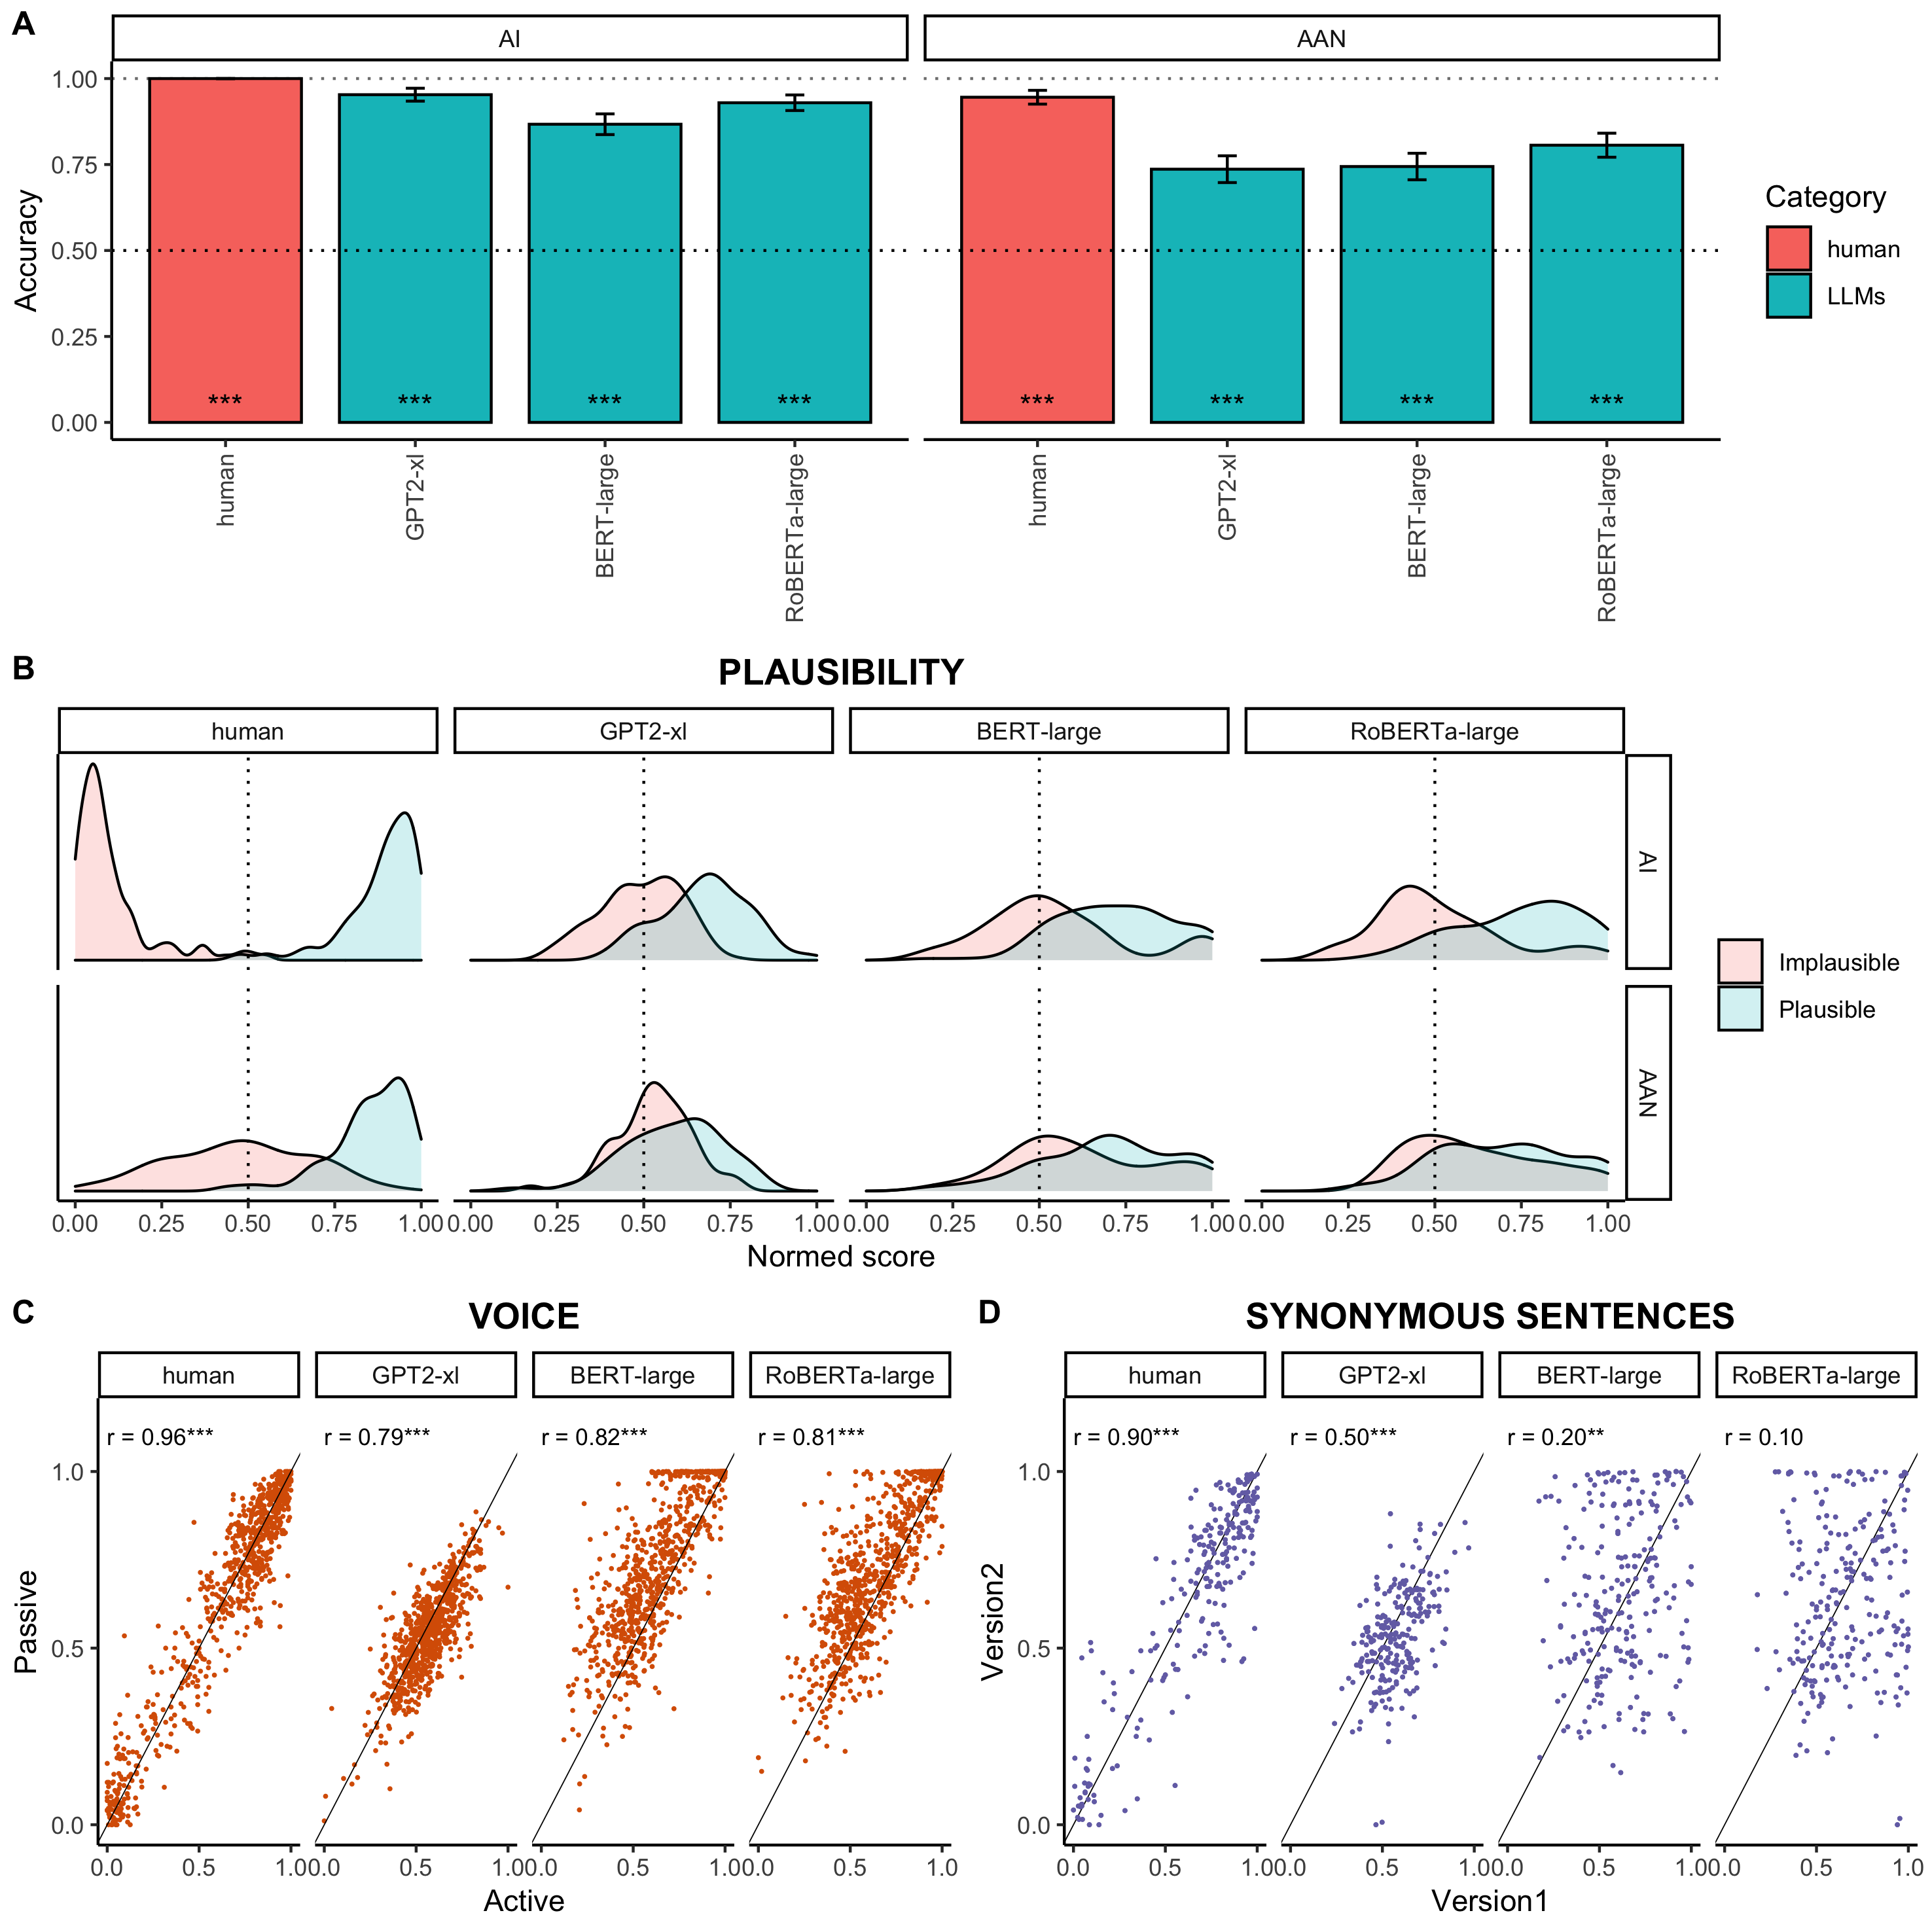 A
AI
AAN
1.00
0.75
0.50
0.25
0.00
Accuracy
***
***
***
***
***
***
***
***
human
GPT2-xl
BERT-large
RoBERTa-large
human
GPT2-xl
BERT-large
RoBERTa-large
Category
human
LLMs
B
PLAUSIBILITY
human
GPT2-xl
BERT-large
RoBERTa-large
AI
AAN
Implausible
Plausible
0.00 0.25 0.50 0.75 1.00 0.00 0.25 0.50 0.75 1.00 0.00 0.25 0.50 0.75 1.00 0.00 0.25 0.50 0.75 1.00
Normed score
C
VOICE
human
GPT2-xl
BERT-large
RoBERTa-large
r = 0.96***
r = 0.79***
r = 0.82***
r = 0.81***
1.0
0.5
0.0
Passive
0.0 0.5 1.0 0.0 0.5 1.0 0.0 0.5 1.0 0.0 0.5 1.0
Active
D
SYNONYMOUS SENTENCES
human
GPT2-xl
BERT-large
RoBERTa-large
r = 0.90***
r = 0.50***
r = 0.20**
r = 0.10
1.0
0.5
0.0
Version2
0.0 0.5 1.0 0.0 0.5 1.0 0.0 0.5 1.0 0.0 0.5 1.0
Version1